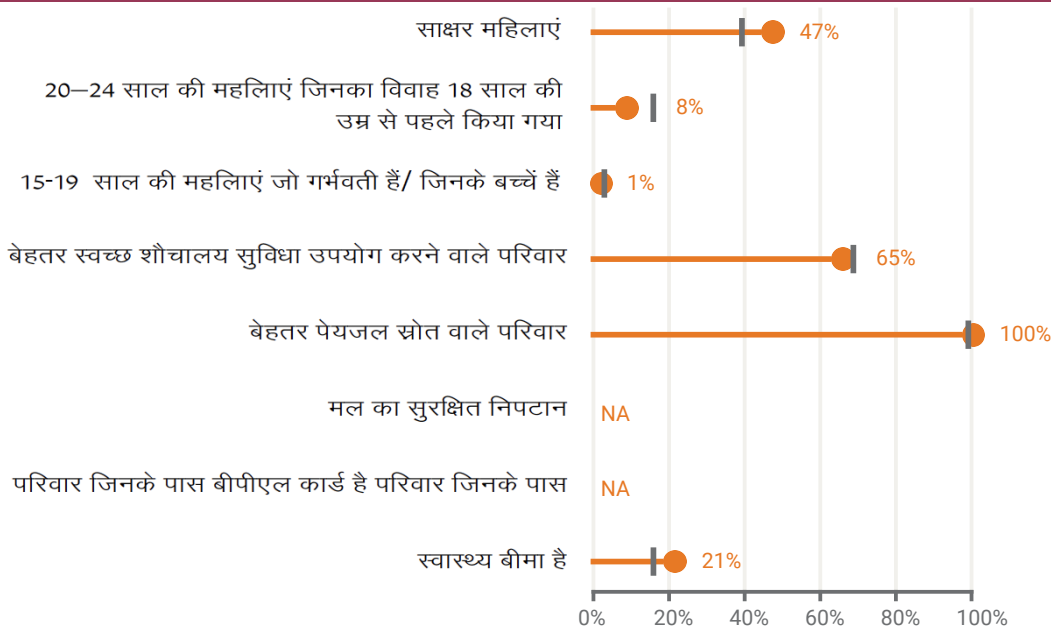 साक्षर महिलाएं
47%
20–24 साल की महिलाएं जिनका विवाह 18 साल की
उम्र से पहले किया गया
8%
15-19 साल की महिलाएं जो गर्भवती हैं/ जिनके बच्चें हैं
1%
बेहतर स्वच्छ शौचालय सुविधा उपयोग करने वाले परिवार
65%
बेहतर पेयजल स्रोत वाले परिवार
100%
मल का सुरक्षित निपटान
NA
परिवार जिनके पास बीपीएल कार्ड है परिवार जिनके पास
NA
स्वास्थ्य बीमा है
21%
0% 20% 40% 60% 80% 100%